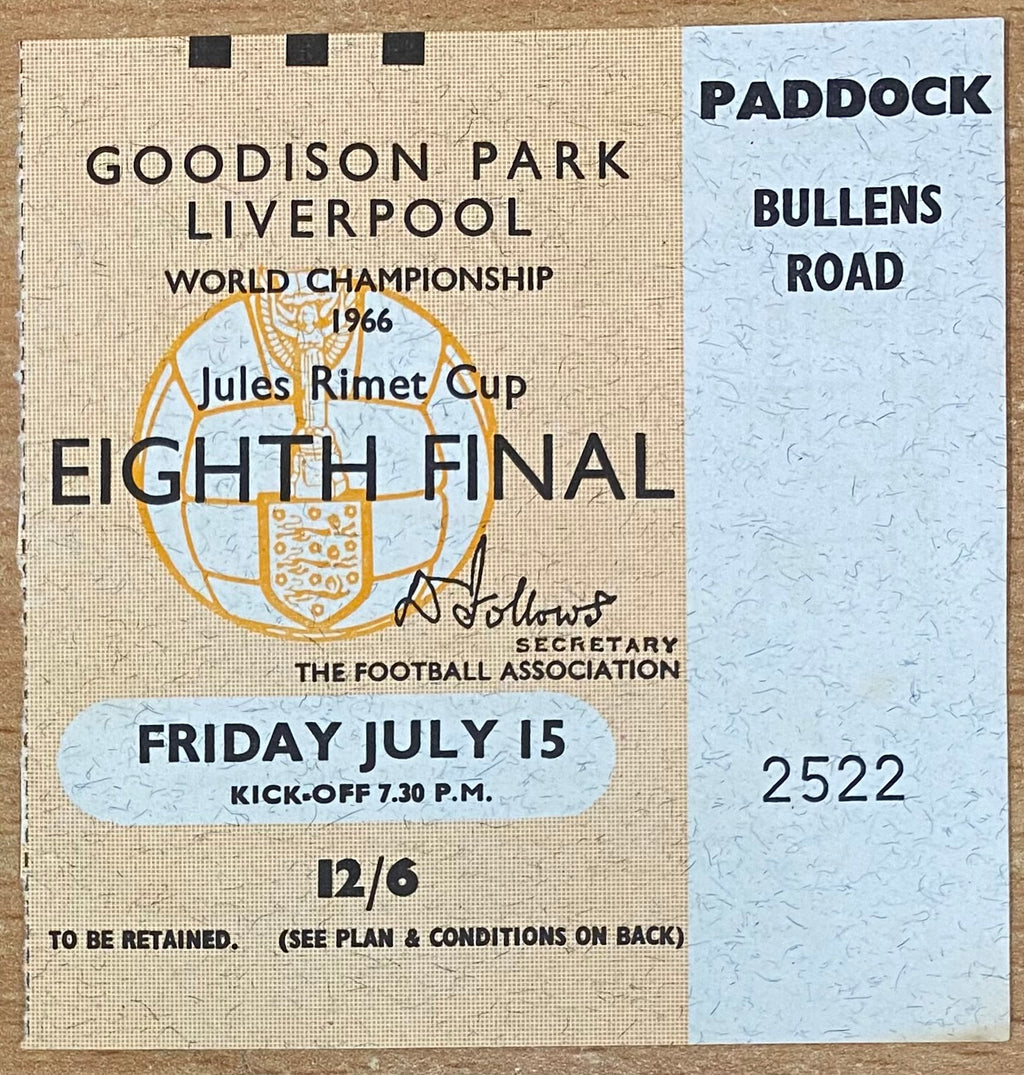 GOODISON PARK
LIVERPOOL
WORLD CHAMPIONSHIP
1966
Jules Rimet Cup
EIGHTH FINAL
D Follows
SECRETARY
THE FOOTBALL ASSOCIATION
FRIDAY JULY 15
KICK-OFF 7.30 P.M.
12/6
TO BE RETAINED. (SEE PLAN & CONDITIONS ON BACK)
PADDOCK
BULLENS
ROAD
2522